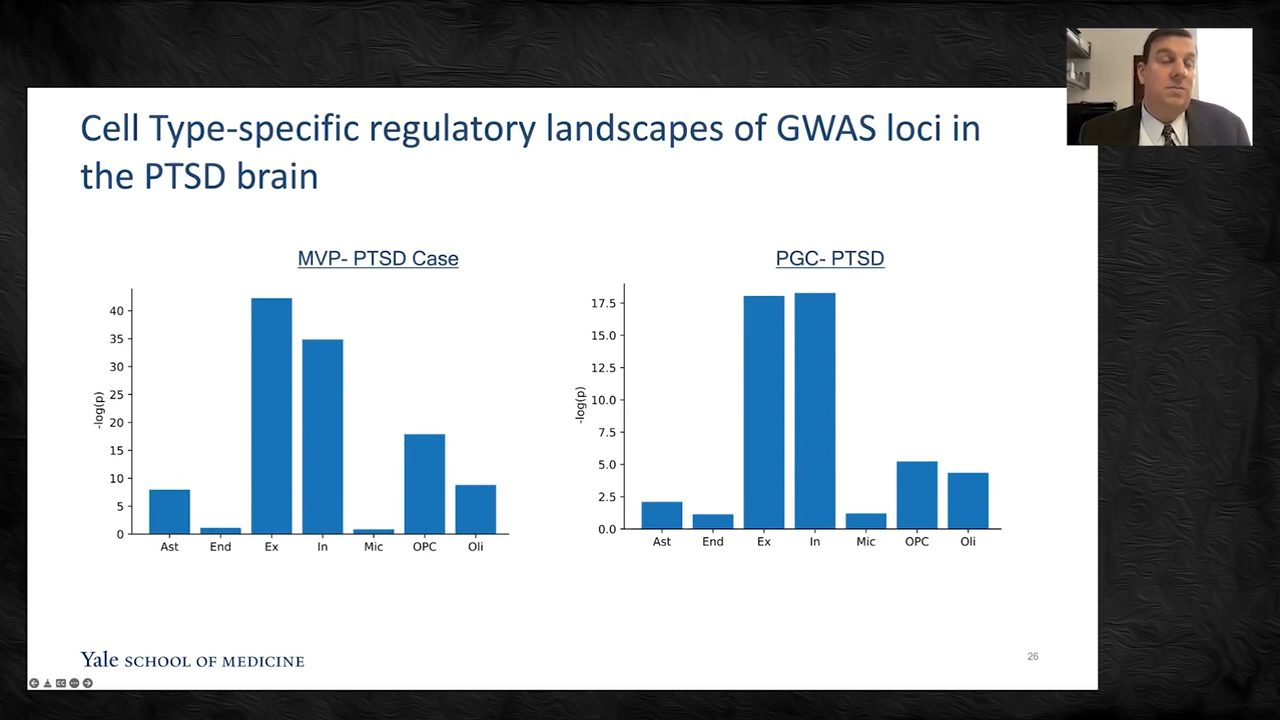 Cell Type-specific regulatory landscapes of GWAS loci in
the PTSD brain
MVP- PTSD Case
-log(p)
40
35
30
25
20
15
10
5
0
Ast End Ex In Mic OPC Oli
PGC- PTSD
-log(p)
17.5
15.0
12.5
10.0
7.5
5.0
2.5
0.0
Ast End Ex In Mic OPC Oli
Yale SCHOOL OF MEDICINE
26